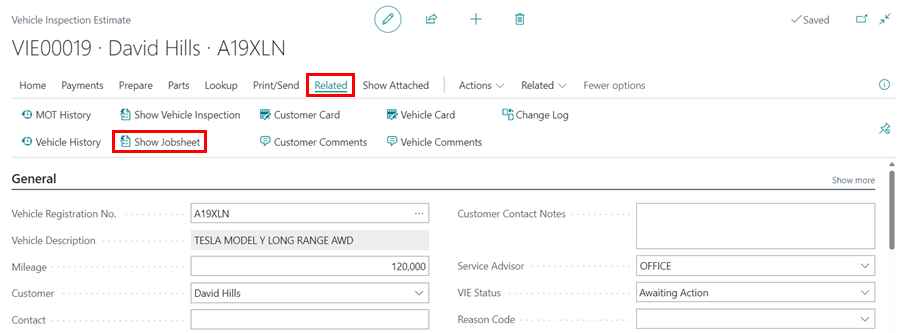 Vehicle Inspection Estimate
Saved
VIE00019 · David Hills · A19XLN
Home Payments Prepare Parts Lookup Print/Send Related Show Attached Actions Related Fewer options
MOT History Show Vehicle Inspection Customer Card Vehicle Card Change Log
Vehicle History Show Jobsheet Customer Comments Vehicle Comments
General
Show more
Vehicle Registration No. A19XLN ... Customer Contact Notes
Vehicle Description TESLA MODEL Y LONG RANGE AWD
Mileage 120,000 Service Advisor OFFICE
Customer David Hills VIE Status Awaiting Action
Contact Reason Code